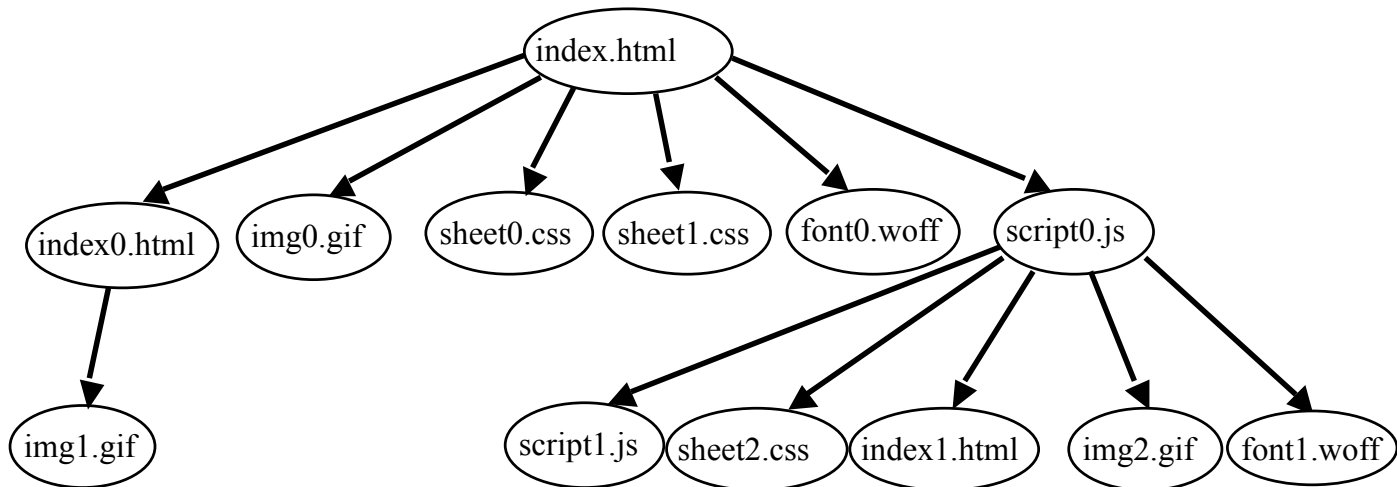 index.html
index0.html
img0.gif
sheet0.css
sheet1.css
font0.woff
script0.js
img1.gif
script1.js
sheet2.css
index1.html
img2.gif
font1.woff